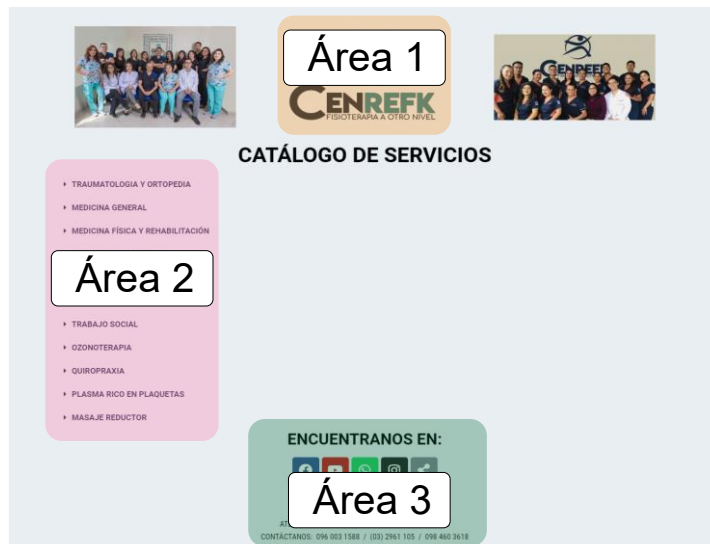 Área 1
CENREFK
FISIOTERAPIA A OTRO NIVEL
CENREFK
CATÁLOGO DE SERVICIOS
TRAUMATOLOGIA Y ORTOPEDIA
MEDICINA GENERAL
MEDICINA FÍSICA Y REHABILITACIÓN
Área 2
TRABAJO SOCIAL
OZONOTERAPIA
QUIROPRAXIA
PLASMA RICO EN PLAQUETAS
MASAJE REDUCTOR
ENCUENTRANOS EN:
Área 3
CONTÁCTANOS: 096 003 1588 / (03) 2961 105 / 098 460 3618